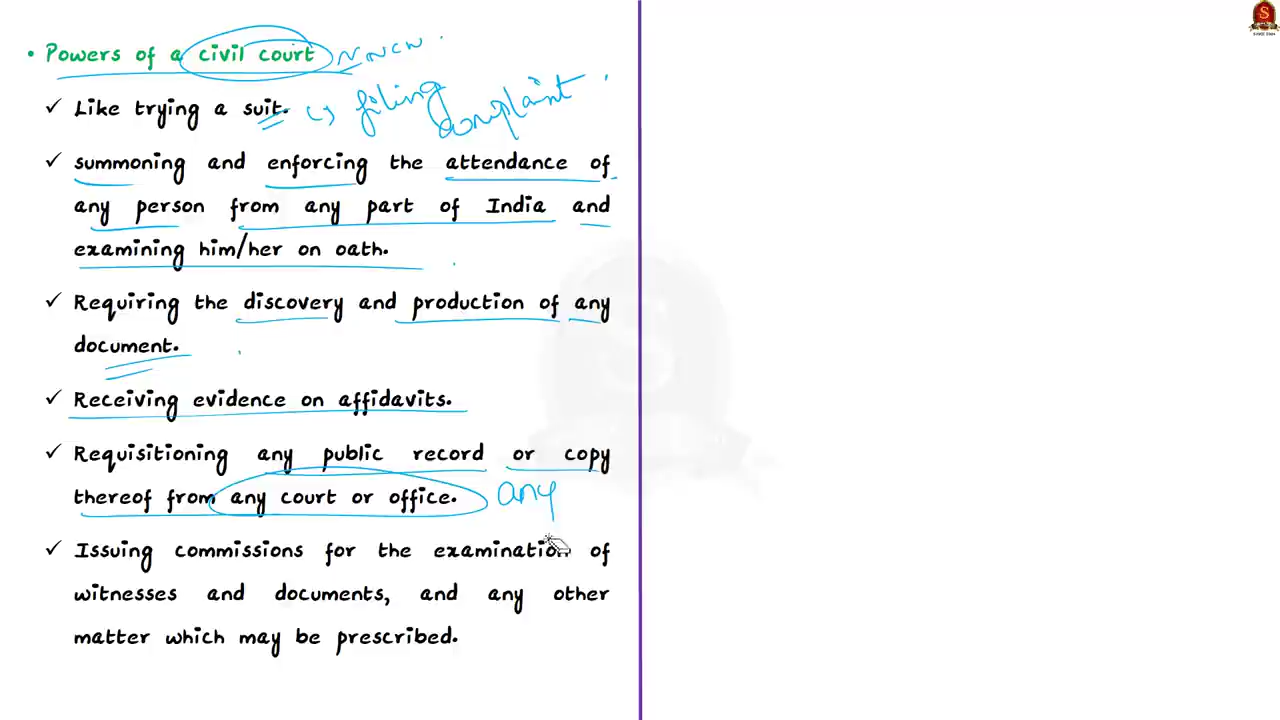 • Powers of a civil court
✓ Like trying a suit. filing complaint
✓ summoning and enforcing the attendance of
any person from any part of India and
examining him/her on oath.
✓ Requiring the discovery and production of any
document.
✓ Receiving evidence on affidavits.
✓ Requisitioning any public record or copy
thereof from any court or office. any
✓ Issuing commissions for the examination of
witnesses and documents, and any other
matter which may be prescribed.